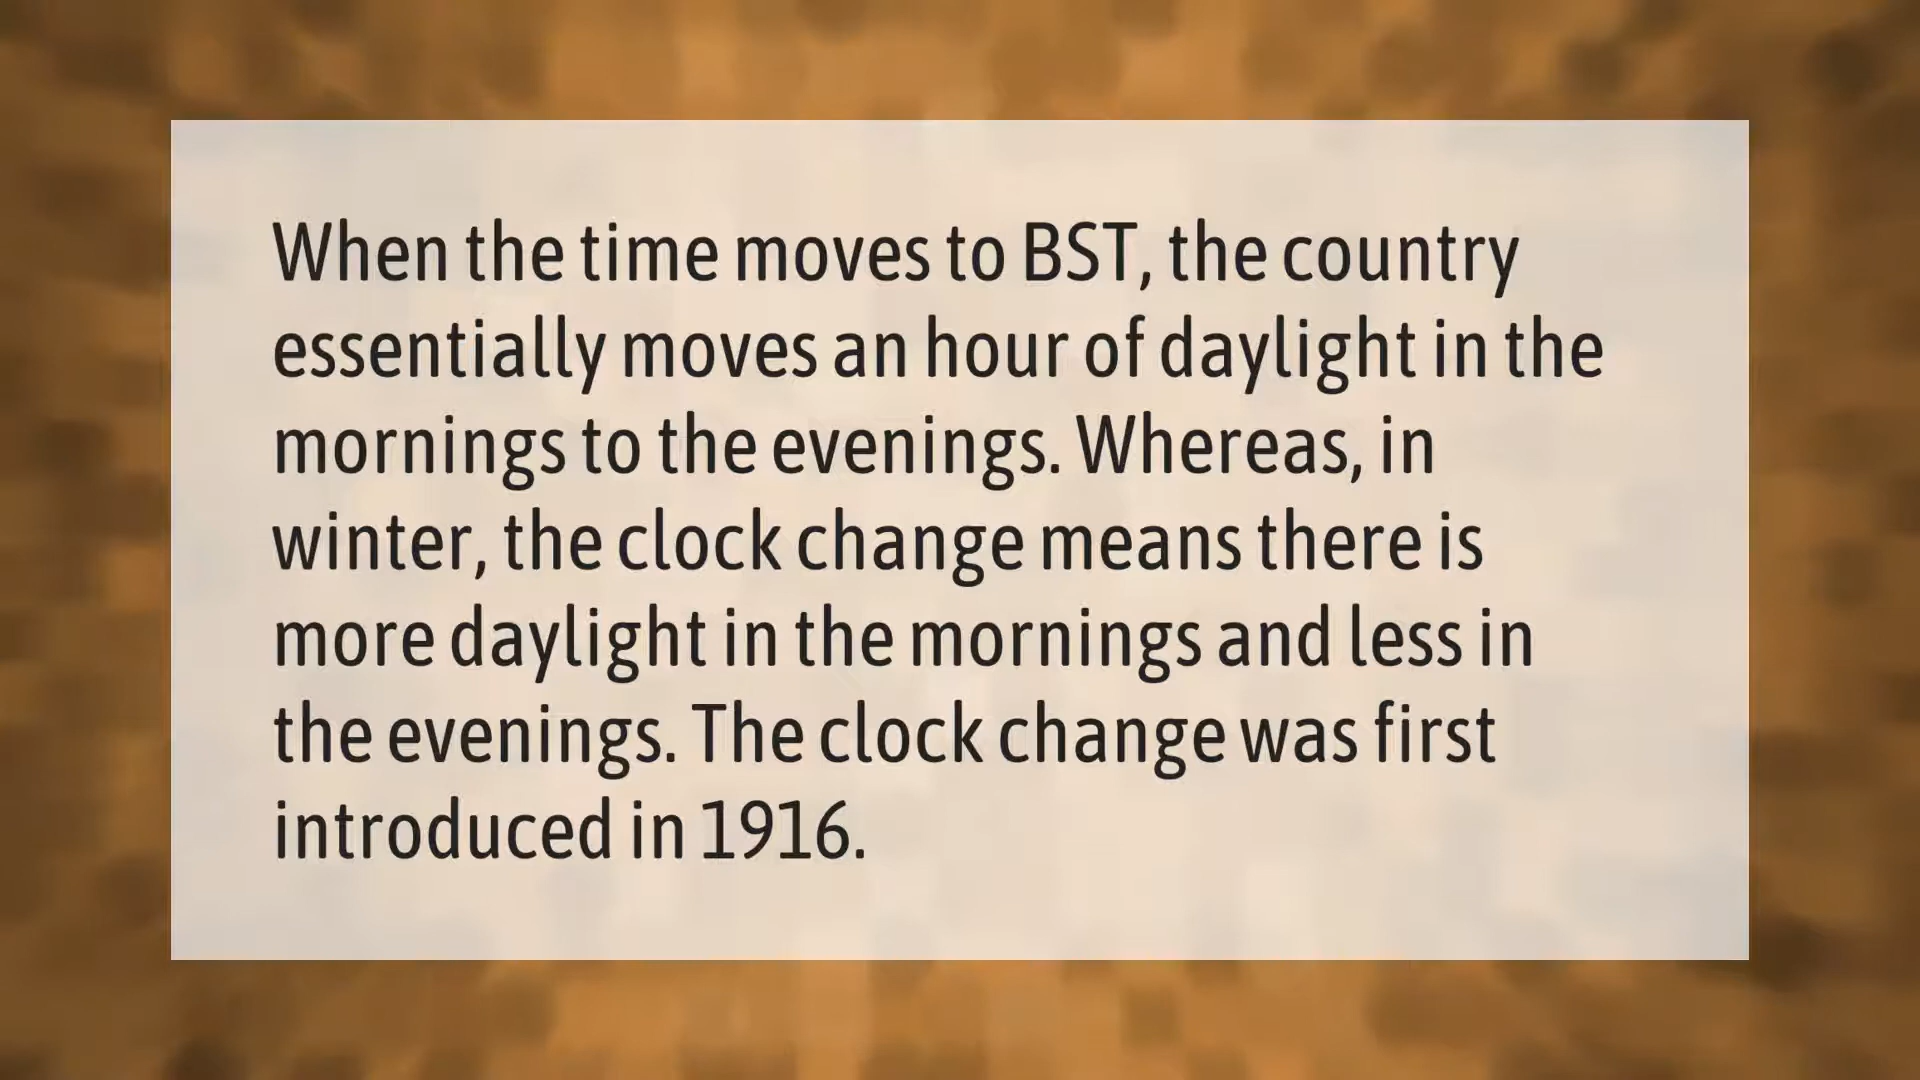 When the time moves to BST, the country
essentially moves an hour of daylight in the
mornings to the evenings. Whereas, in
winter, the clock change means there is
more daylight in the mornings and less in
the evenings. The clock change was first
introduced in 1916.